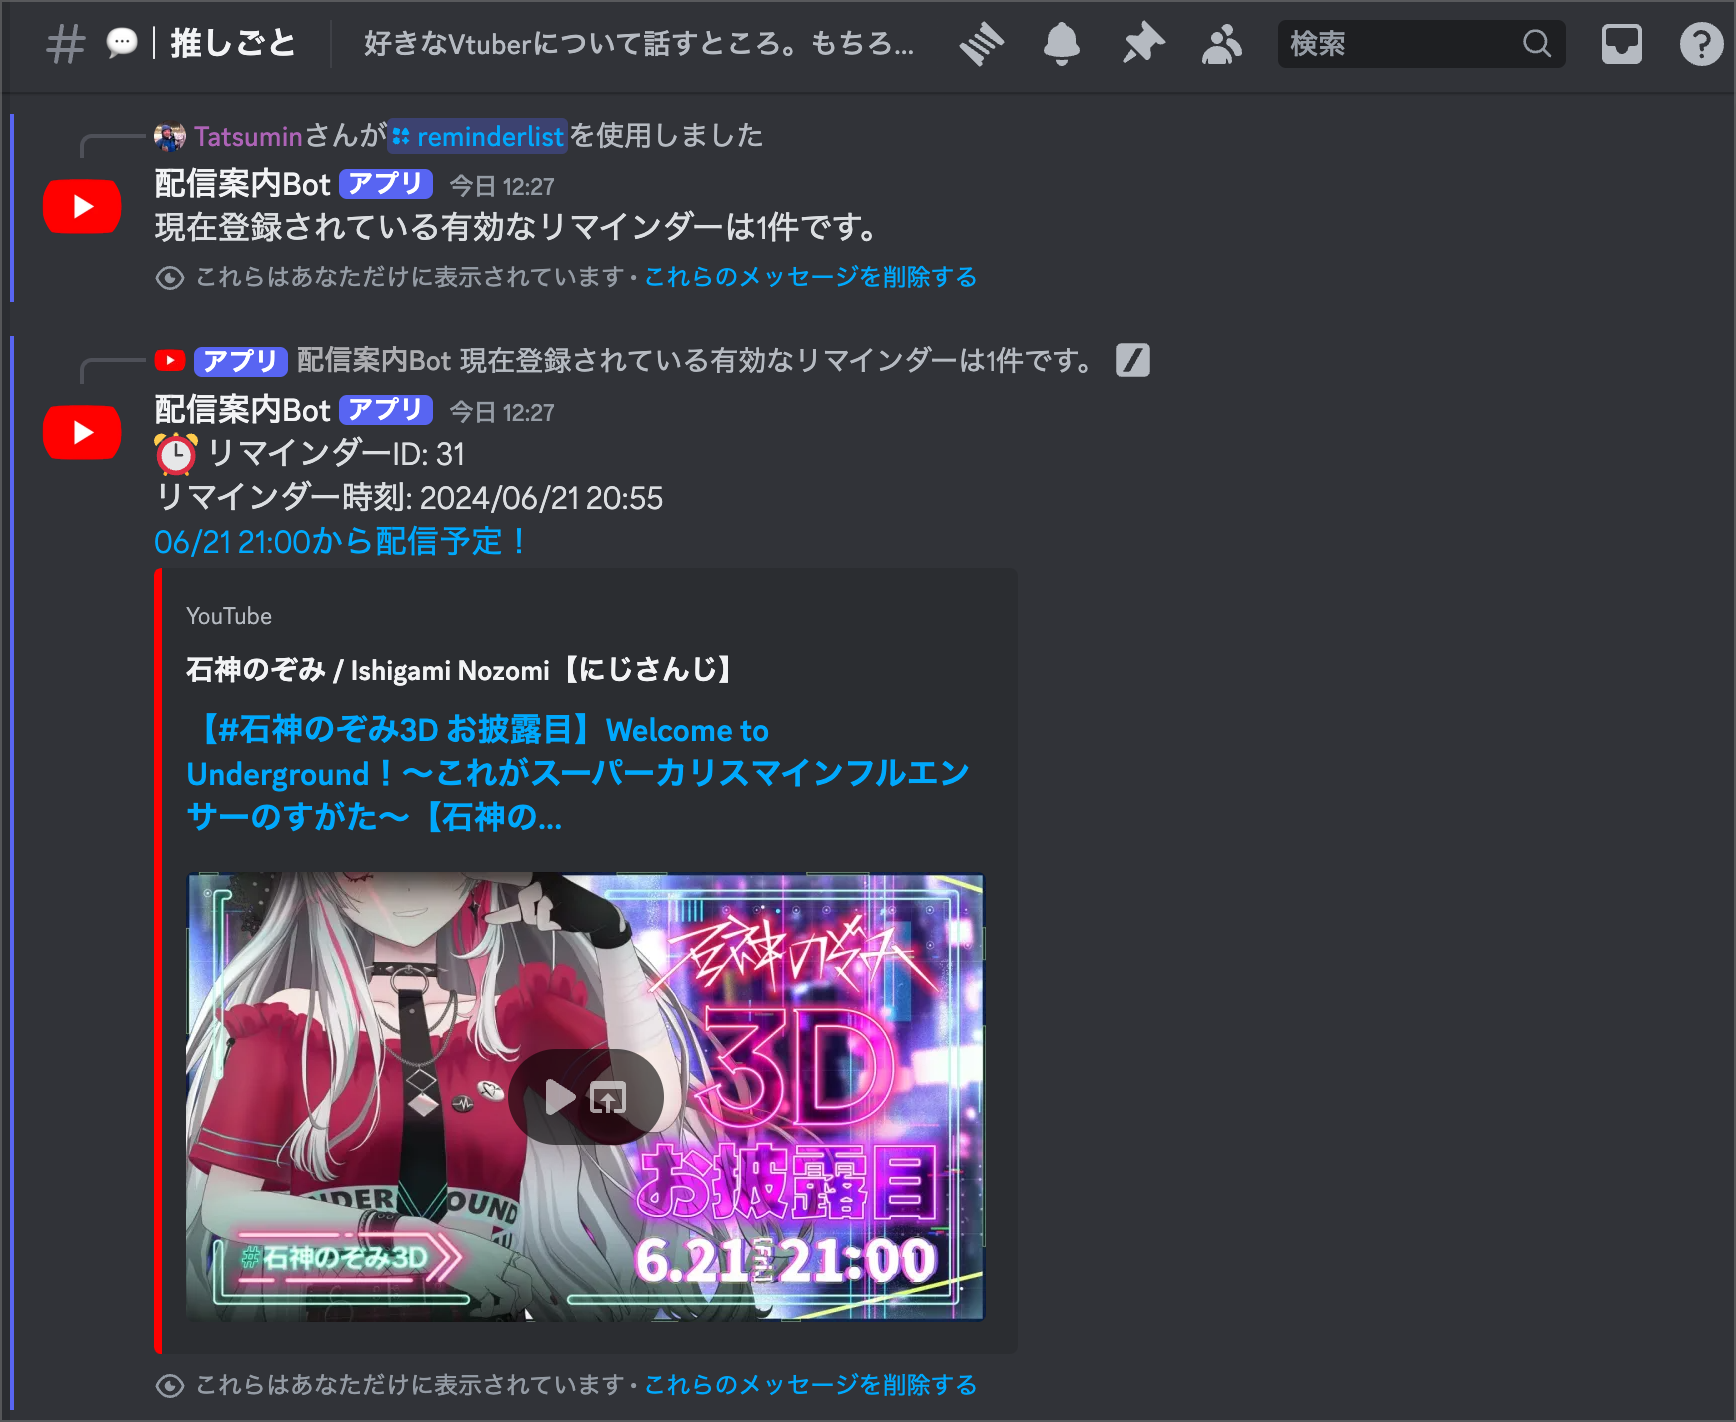 推しごと
好きなVtuberについて話すところ。もちろ...
検索
Tatsuminさんがreminderlistを使用しました
配信案内Bot アプリ 今日 12:27
現在登録されている有効なリマインダーは1件です。
これらはあなただけに表示されています・これらのメッセージを削除する
アプリ 配信案内Bot 現在登録されている有効なリマインダーは1件です。
配信案内Bot アプリ 今日 12:27
リマインダーID: 31
リマインダー時刻: 2024/06/21 20:55
06/21 21:00から配信予定！
YouTube
石神のぞみ / Ishigami Nozomi【にじさんじ】
【#石神のぞみ3D お披露目】Welcome to
Underground！〜これがスーパーカリスマインフルエン
サーのすがた〜【石神の...
石神のぞみ
3D
お披露目
6.21 Fri 21:00
#石神のぞみ3D
これらはあなただけに表示されています・これらのメッセージを削除する